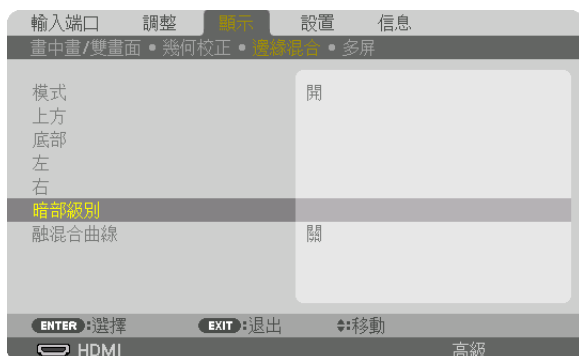 輸入端口 調整 顯示 設置 信息
畫中畫/雙畫面 • 幾何校正 • 邊緣混合 • 多屏
模式 開
上方
底部
左
右
暗部級別
融混合曲線 關
ENTER :選擇 EXIT :退出 :移動
HDMI 高級